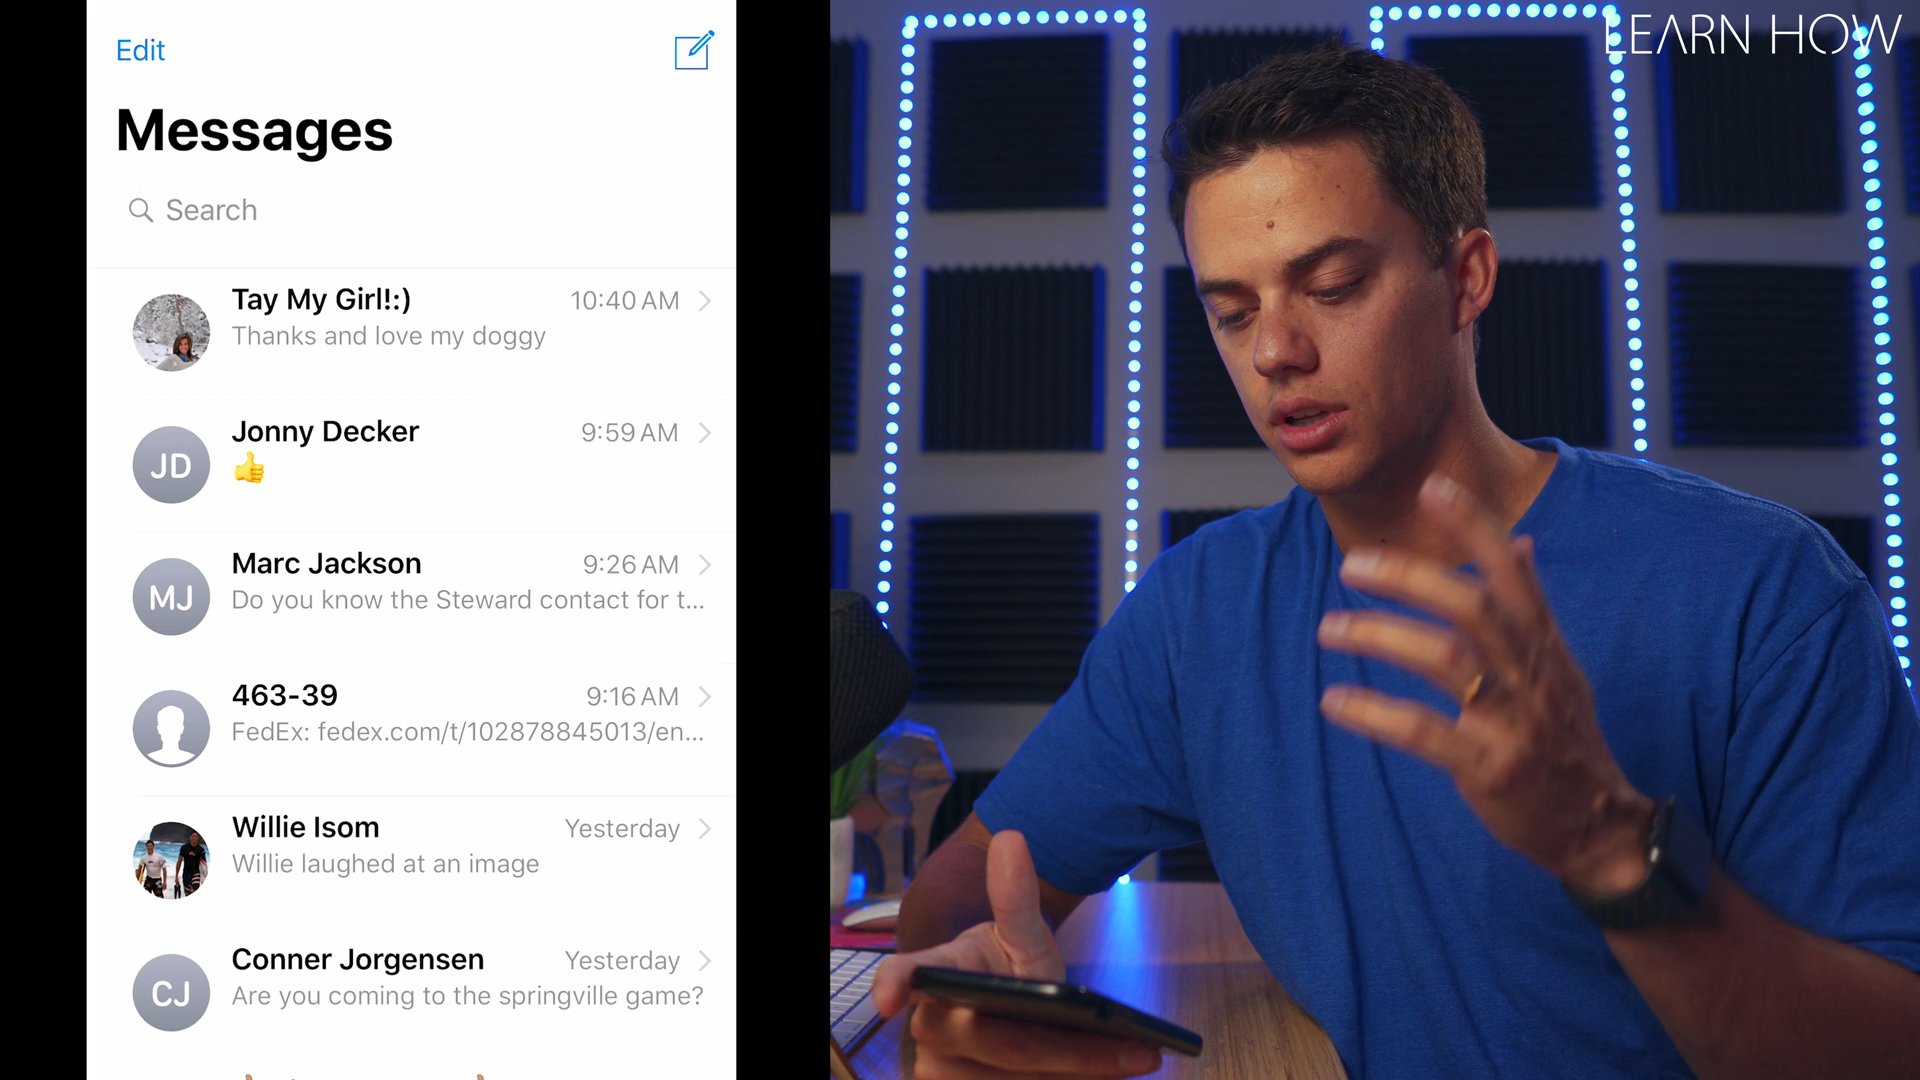 Edit
Messages
Search
Tay My Girl!:)
10:40 AM
Thanks and love my doggy
JD
Jonny Decker
9:59 AM
👍
MJ
Marc Jackson
9:26 AM
Do you know the Steward contact for t...
463-39
9:16 AM
FedEx: fedex.com/t/102878845013/en...
Willie Isom
Yesterday
Willie laughed at an image
CJ
Conner Jorgensen
Yesterday
Are you coming to the springville game?
LEARN HOW